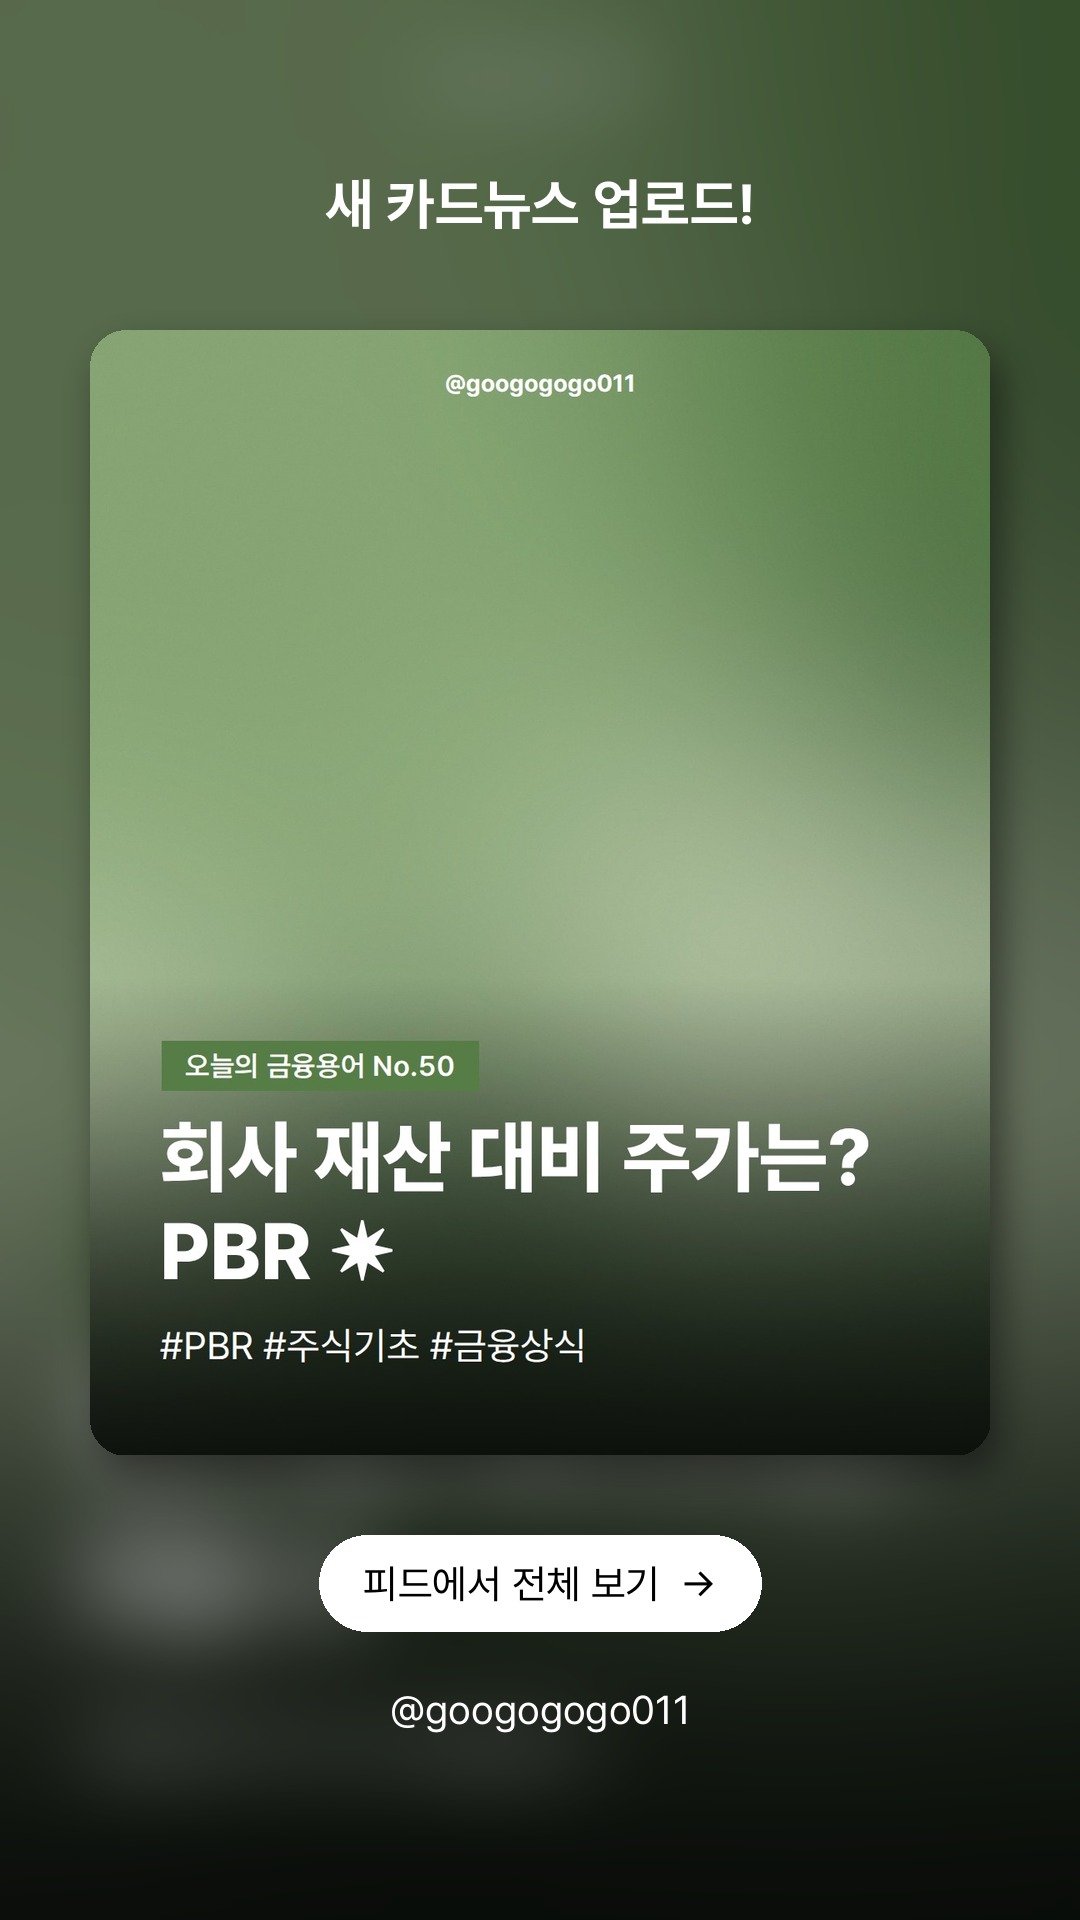 새 카드뉴스 업로드!
@googogogo011
오늘의 금융용어 No.50
회사 재산 대비 주가는?
PBR ✷
#PBR #주식기초 #금융상식
피드에서 전체 보기 →
@googogogo011